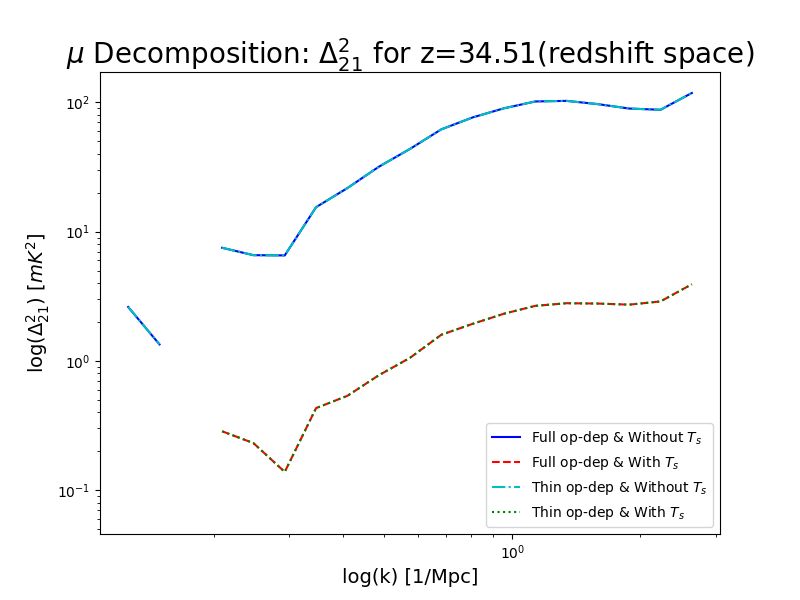 μ Decomposition: Δ²₂₁ for z=34.51(redshift space)
log(Δ²₂₁) [mK²]
10²
10¹
10⁰
10⁻¹
Full op-dep & Without Tₛ
Full op-dep & With Tₛ
Thin op-dep & Without Tₛ
Thin op-dep & With Tₛ
10⁰
log(k) [1/Mpc]